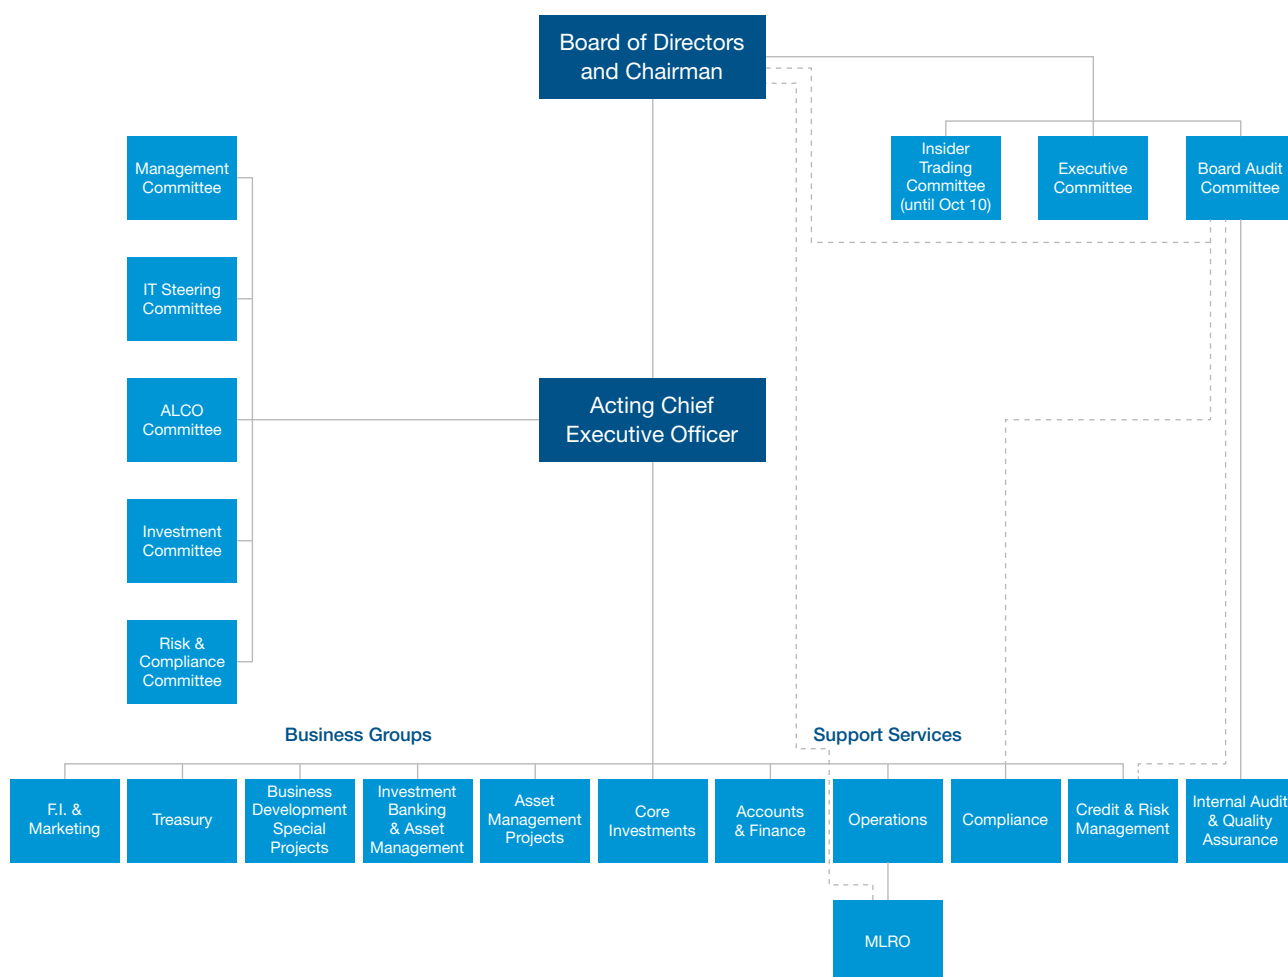 Board of Directors
and Chairman
Management
Committee
Insider
Trading
Committee
(until Oct 10)
Executive
Committee
Board Audit
Committee
IT Steering
Committee
ALCO
Committee
Acting Chief
Executive Officer
Investment
Committee
Risk &
Compliance
Committee
Business Groups
Support Services
F.I. &
Marketing
Treasury
Business
Development
Special
Projects
Investment
Banking
& Asset
Management
Asset
Management
Projects
Core
Investments
Accounts
& Finance
Operations
Compliance
Credit & Risk
Management
Internal Audit
& Quality
Assurance
MLRO